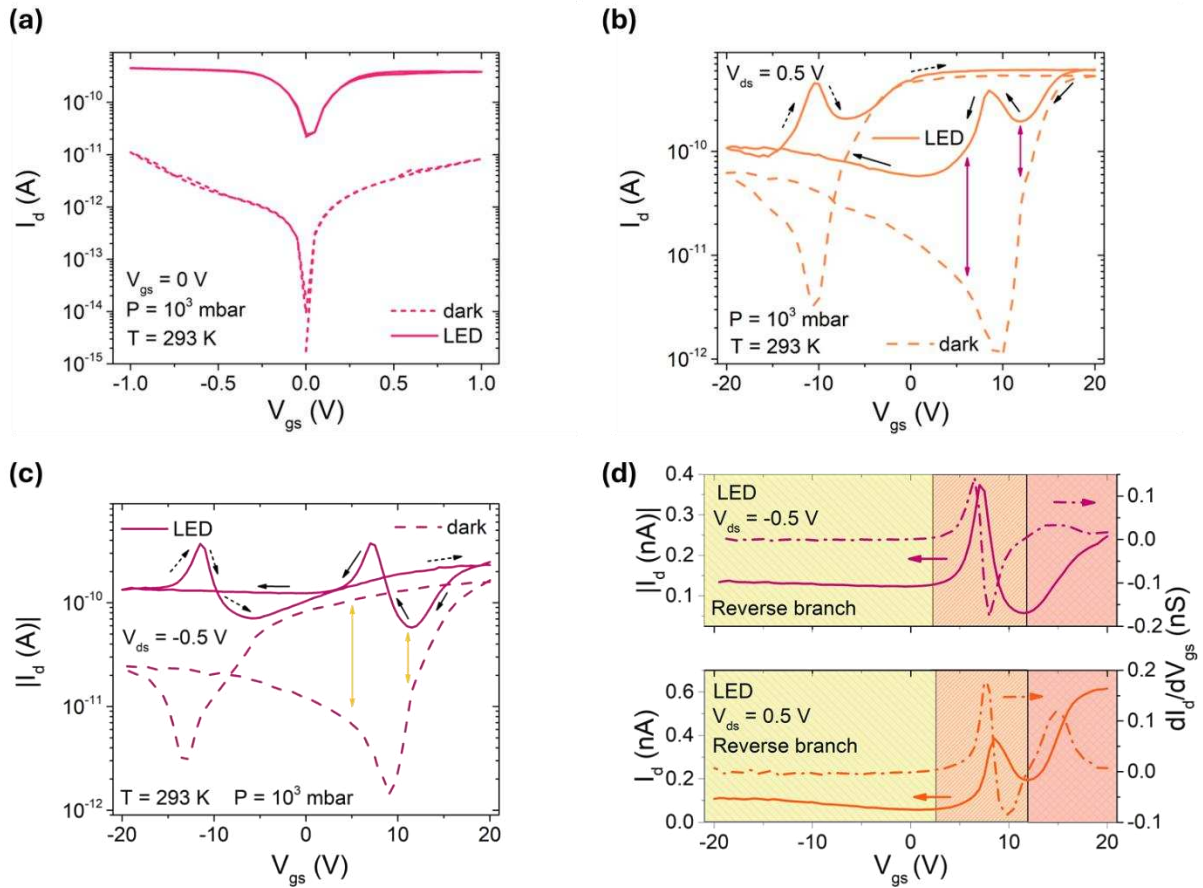 (a)
I_d (A)
10^-10
10^-11
10^-12
10^-13
10^-14
10^-15
V_gs = 0 V
P = 10^3 mbar
T = 293 K
dark
LED
-1.0 -0.5 0.0 0.5 1.0
V_gs (V)
(b)
I_d (A)
10^-10
10^-11
10^-12
V_ds = 0.5 V
LED
P = 10^3 mbar
T = 293 K
dark
-20 -10 0 10 20
V_gs (V)
(c)
|I_d (A)|
10^-10
10^-11
10^-12
LED
dark
V_ds = -0.5 V
T = 293 K P = 10^3 mbar
-20 -10 0 10 20
V_gs (V)
(d)
|I_d (nA)|
0.4
0.3
0.2
0.1
LED
V_ds = -0.5 V
Reverse branch
0.1
0.0
-0.1
-0.2
I_d (nA)
0.6
0.4
0.2
0.0
LED
V_ds = 0.5 V
Reverse branch
0.2
0.1
0.0
-0.1
dI_d/dV_gs (nS)
-20 -10 0 10 20
V_gs (V)